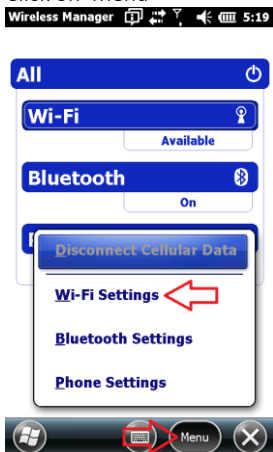 Wireless Manager 5:19
All
Wi-Fi
Available
Bluetooth
On
Disconnect Cellular Data
Wi-Fi Settings
Bluetooth Settings
Phone Settings
Menu